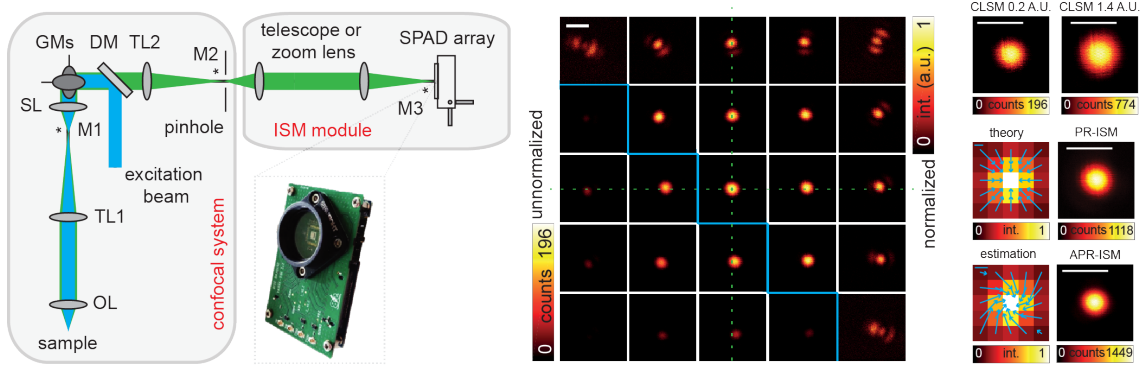 GMs DM TL2
M2
*
SL
M1
*
pinhole
excitation
beam
TL1
OL
sample
confocal system
telescope or
zoom lens
SPAD array
*
M3
ISM module
unnormalized
0 counts 196
0 int. (a.u.) 1
normalized
CLSM 0.2 A.U.
0 counts 196
CLSM 1.4 A.U.
0 counts 774
theory
0 int. 1
PR-ISM
0 counts 1118
estimation
0 int. 1
APR-ISM
0 counts 1449